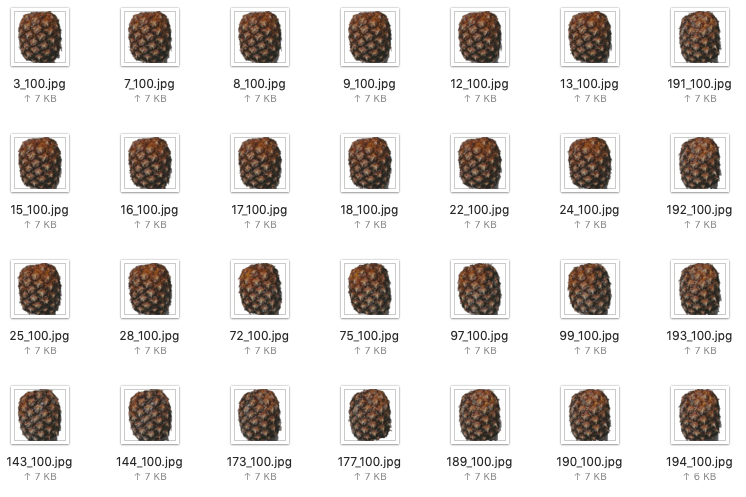 3_100.jpg 7_100.jpg 8_100.jpg 9_100.jpg 12_100.jpg 13_100.jpg 191_100.jpg
↑ 7 KB ↑ 7 KB ↑ 7 KB ↑ 7 KB ↑ 7 KB ↑ 7 KB ↑ 7 KB
15_100.jpg 16_100.jpg 17_100.jpg 18_100.jpg 22_100.jpg 24_100.jpg 192_100.jpg
↑ 7 KB ↑ 7 KB ↑ 7 KB ↑ 7 KB ↑ 7 KB ↑ 7 KB ↑ 7 KB
25_100.jpg 28_100.jpg 72_100.jpg 75_100.jpg 97_100.jpg 99_100.jpg 193_100.jpg
↑ 7 KB ↑ 7 KB ↑ 7 KB ↑ 7 KB ↑ 7 KB ↑ 7 KB ↑ 7 KB
143_100.jpg 144_100.jpg 173_100.jpg 177_100.jpg 189_100.jpg 190_100.jpg 194_100.jpg
↑ 7 KB ↑ 7 KB ↑ 7 KB ↑ 7 KB ↑ 7 KB ↑ 7 KB ↑ 6 KB